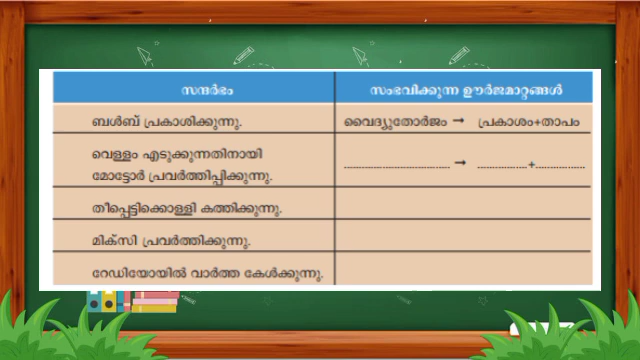 സന്ദർഭം സംഭവിക്കുന്ന ഊർജമാറ്റങ്ങൾ
ബൾബ് പ്രകാശിക്കുന്നു. വൈദ്യുതോർജം → പ്രകാശം+താപം
വെള്ളം എടുക്കുന്നതിനായി
മോട്ടോർ പ്രവർത്തിപ്പിക്കുന്നു. .................................... → .................+.................
തീപ്പെട്ടിക്കൊള്ളി കത്തിക്കുന്നു.
മിക്സി പ്രവർത്തിക്കുന്നു.
റേഡിയോയിൽ വാർത്ത കേൾക്കുന്നു.